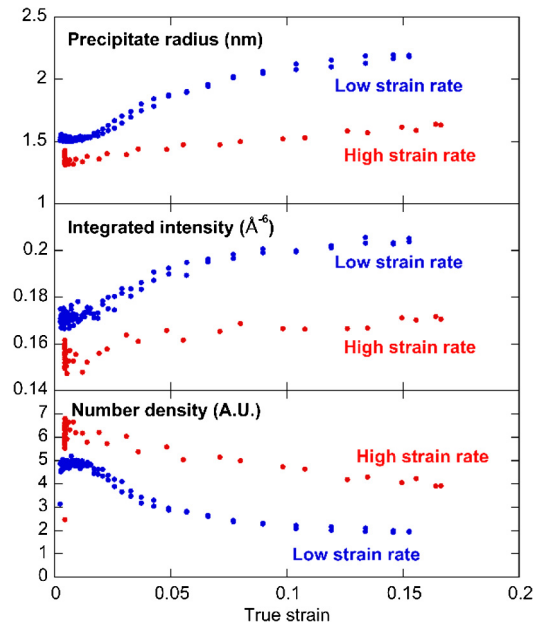 2.5
Precipitate radius (nm)
2
Low strain rate
1.5
High strain rate
1
Integrated intensity (Å-6)
0.2
Low strain rate
0.18
0.16
High strain rate
0.14
Number density (A.U.)
7
6
High strain rate
5
4
3
2
Low strain rate
1
0
0
0.05
0.1
0.15
0.2
True strain